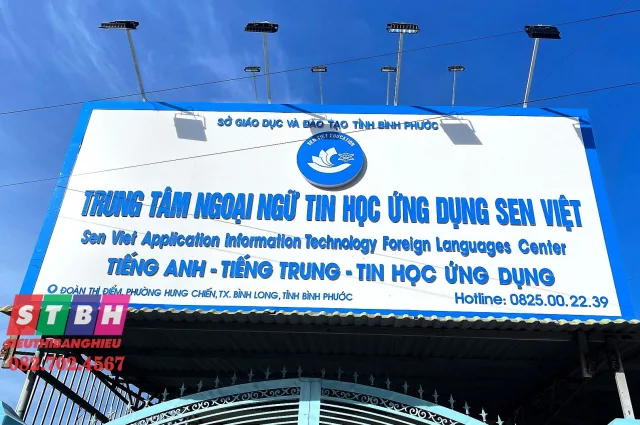 SỞ GIÁO DỤC VÀ ĐÀO TẠO TỈNH BÌNH PHƯỚC
SEN VIET EDUCATION
TRUNG TÂM NGOẠI NGỮ TIN HỌC ỨNG DỤNG SEN VIỆT
Sen Viet Application Information Technology Foreign Languages Center
TIẾNG ANH - TIẾNG TRUNG - TIN HỌC ỨNG DỤNG
ĐOÀN THỊ ĐIỂM, PHƯỜNG HƯNG CHIẾN, TX. BÌNH LONG, TỈNH BÌNH PHƯỚC
Hotline: 0825.00.22.39
STBH
SIEUTHIBANGHIEU
082.702.4567